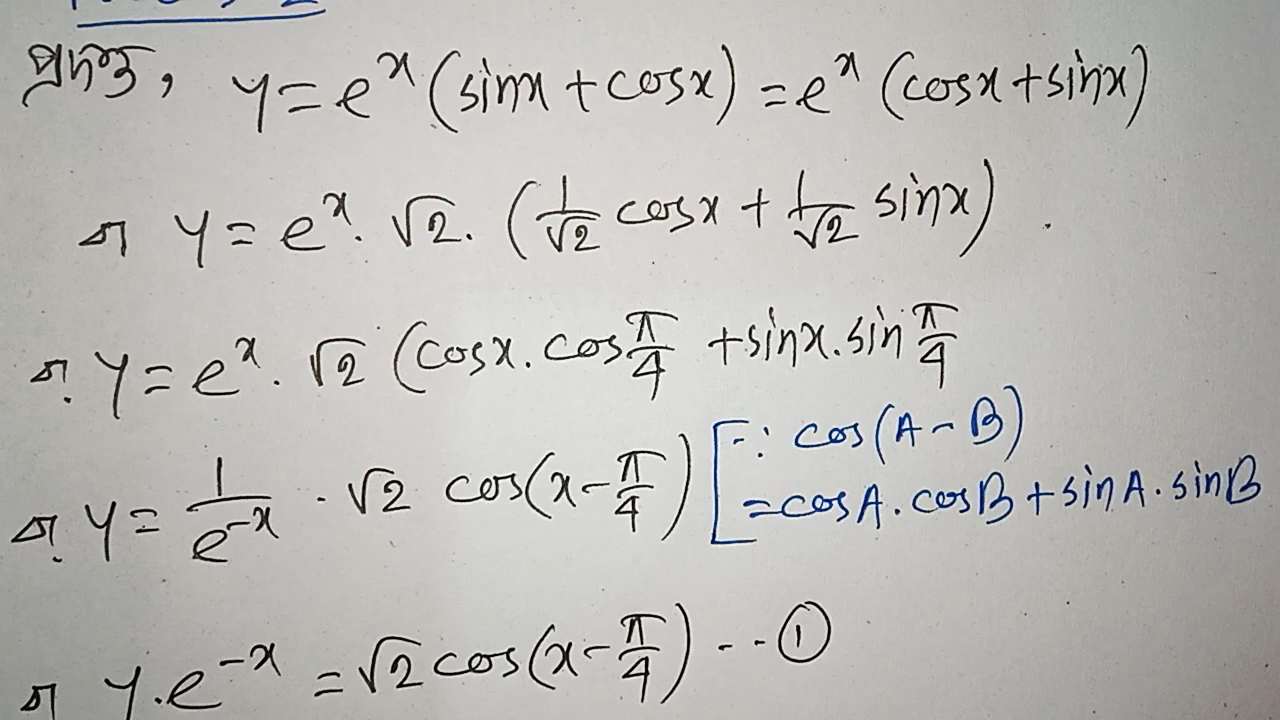 প্রদত্ত, y = e^x (sinx + cosx) = e^x (cosx + sinx)
বা y = e^x · √2 · (1/√2 cosx + 1/√2 sinx)
বা, y = e^x · √2 (cosx · cos π/4 + sinx · sin π/4
বা, y = 1/e^-x · √2 cos(x - π/4) [∵ cos(A - B)
= cosA · cosB + sinA · sinB
বা y · e^-x = √2 cos(x - π/4) --- ①